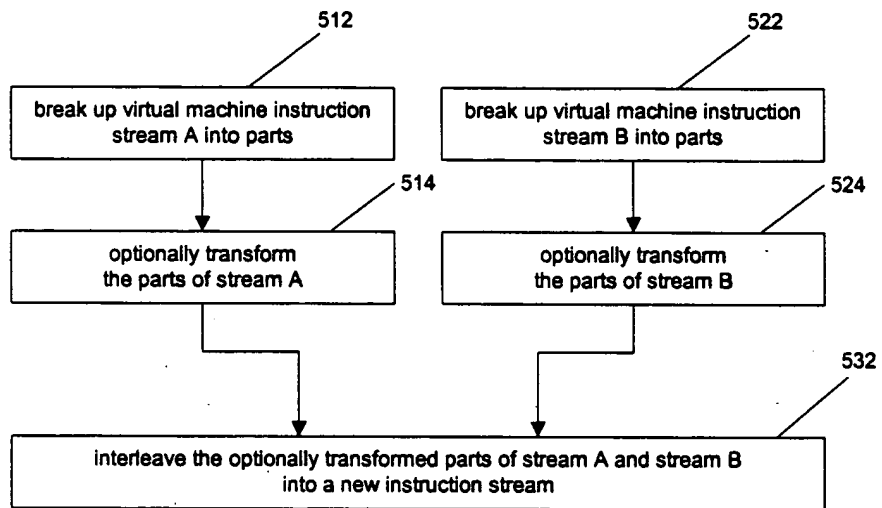 512
522
break up virtual machine instruction
stream A into parts
break up virtual machine instruction
stream B into parts
514
524
optionally transform
the parts of stream A
optionally transform
the parts of stream B
532
interleave the optionally transformed parts of stream A and stream B
into a new instruction stream